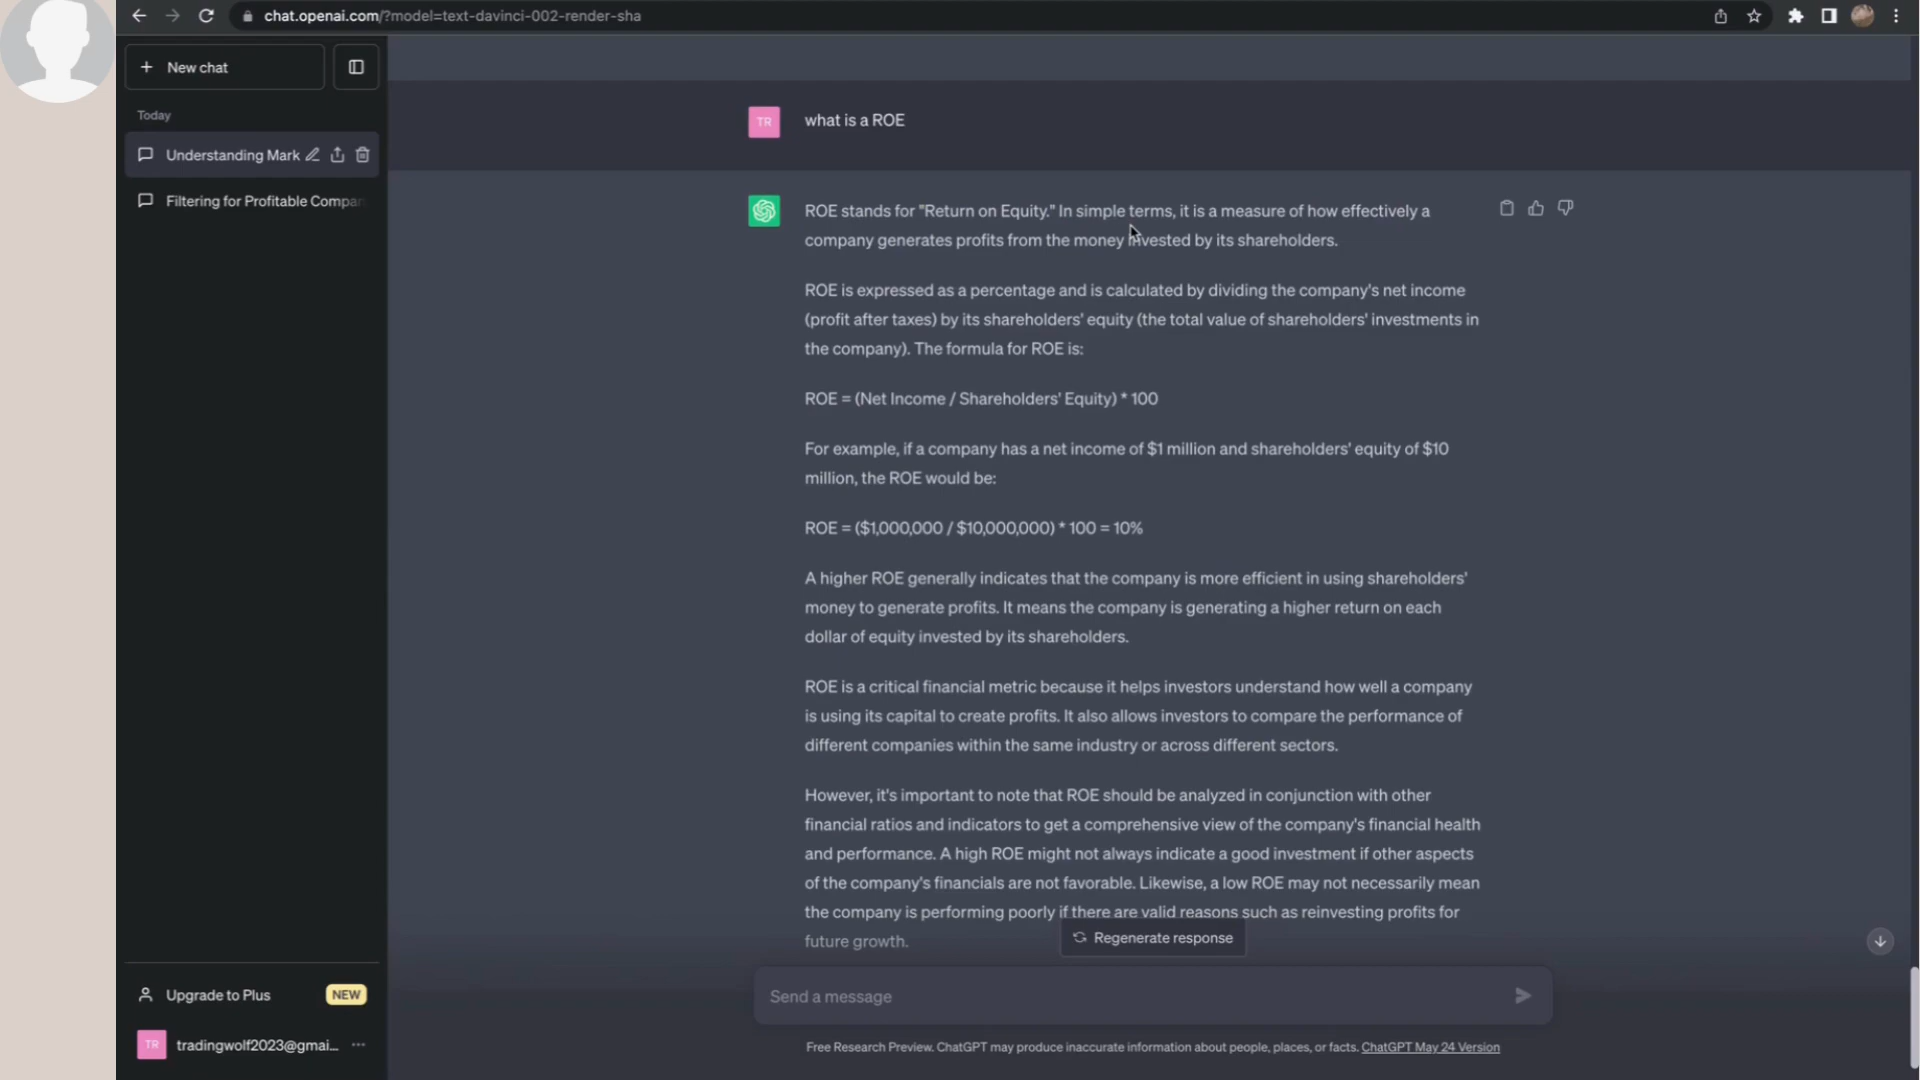 chat.openai.com/?model=text-davinci-002-render-sha
+ New chat
Today
Understanding Mark
Filtering for Profitable Compan
TR
what is a ROE
ROE stands for "Return on Equity." In simple terms, it is a measure of how effectively a
company generates profits from the money invested by its shareholders.
ROE is expressed as a percentage and is calculated by dividing the company's net income
(profit after taxes) by its shareholders' equity (the total value of shareholders' investments in
the company). The formula for ROE is:
ROE = (Net Income / Shareholders' Equity) * 100
For example, if a company has a net income of $1 million and shareholders' equity of $10
million, the ROE would be:
ROE = ($1,000,000 / $10,000,000) * 100 = 10%
A higher ROE generally indicates that the company is more efficient in using shareholders'
money to generate profits. It means the company is generating a higher return on each
dollar of equity invested by its shareholders.
ROE is a critical financial metric because it helps investors understand how well a company
is using its capital to create profits. It also allows investors to compare the performance of
different companies within the same industry or across different sectors.
However, it's important to note that ROE should be analyzed in conjunction with other
financial ratios and indicators to get a comprehensive view of the company's financial health
and performance. A high ROE might not always indicate a good investment if other aspects
of the company's financials are not favorable. Likewise, a low ROE may not necessarily mean
the company is performing poorly if there are valid reasons such as reinvesting profits for
future growth.
Regenerate response
Send a message
Free Research Preview. ChatGPT may produce inaccurate information about people, places, or facts. ChatGPT May 24 Version
Upgrade to Plus NEW
TR tradingwolf2023@gmai...